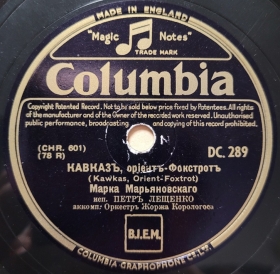 MADE IN ENGLAND
"Magic Notes"
TRADE MARK
Columbia
Copyright Patented Record. Not to be sold below price fixed by Patentees. All rights
of the manufacturer and of the Owner of the recorded work reserved. Unauthorised
public performance, broadcasting and copying of this record prohibited.
(CHR. 601)
(78 R)
DC. 289
КАВКАЗЪ, оріентъ-Фокстротъ
(Kawkas, Orient-Foxtrot)
Марка Марьяновскаго
исп. ПЕТРЪ ЛЕЩЕНКО
аккомп: Оркестръ Жоржа Корологосъ
B.I.E.M.
COLUMBIA GRAPHOPHONE Co. LTD.